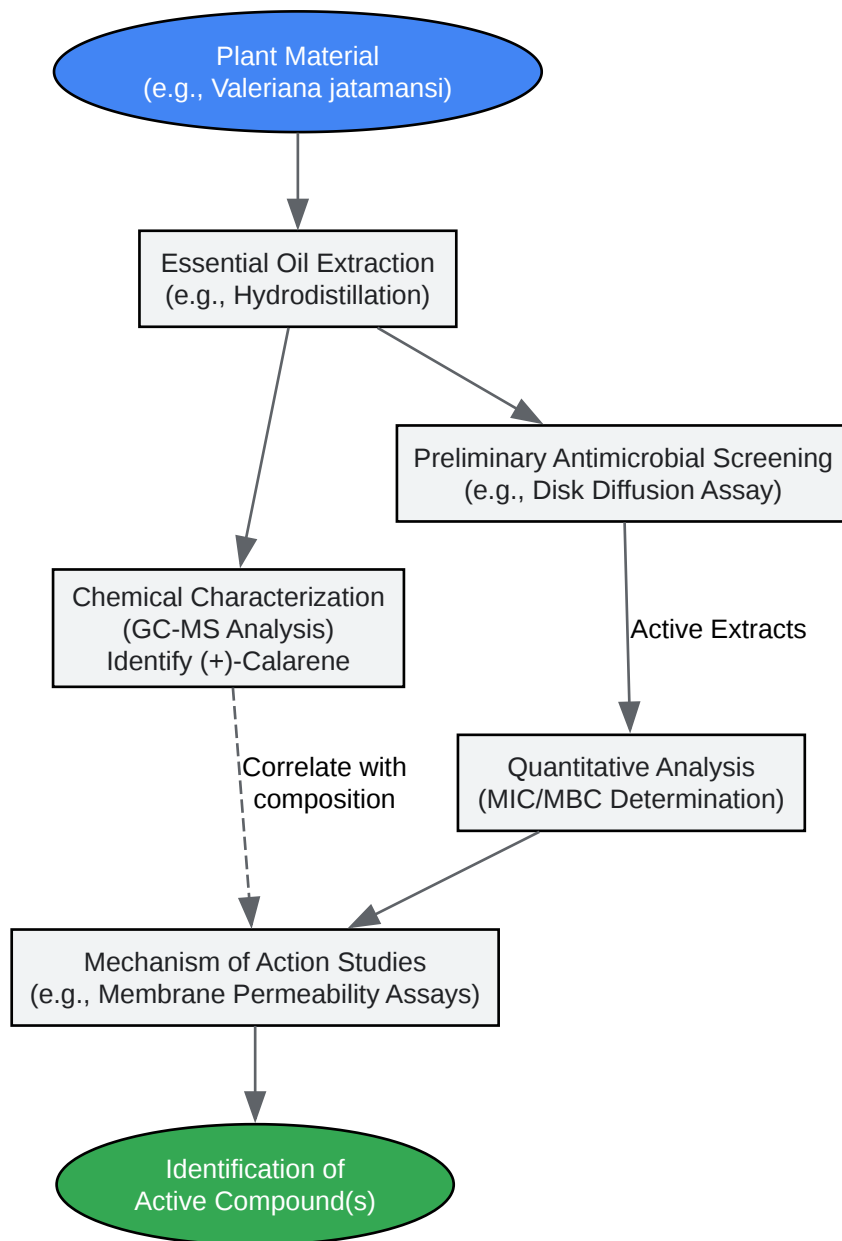 Plant Material
(e.g., Valeriana jatamansi)
Essential Oil Extraction
(e.g., Hydrodistillation)
Preliminary Antimicrobial Screening
(e.g., Disk Diffusion Assay)
Chemical Characterization
(GC-MS Analysis)
Identify (+)-Calarene
Active Extracts
Correlate with
composition
Quantitative Analysis
(MIC/MBC Determination)
Mechanism of Action Studies
(e.g., Membrane Permeability Assays)
Identification of
Active Compound(s)